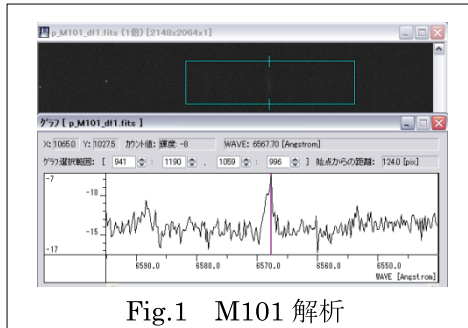 p_M101_df1.fits (1倍) [2148x2064x1]
グラフ [ p_M101_df1.fits ]
X: 1065.0 Y: 1027.5 カウント値: 輝度: -8 WAVE: 6567.70 [Angstrom]
グラフ選択範囲: [ 941 : 1190 . 1059 : 996 ] 始点からの距離: 124.0 [pix]
-7
-10
-15
-17
6590.0 6580.0 6570.0 6560.0 6550.0
WAVE [Angstrom]
Fig.1 M101 解析